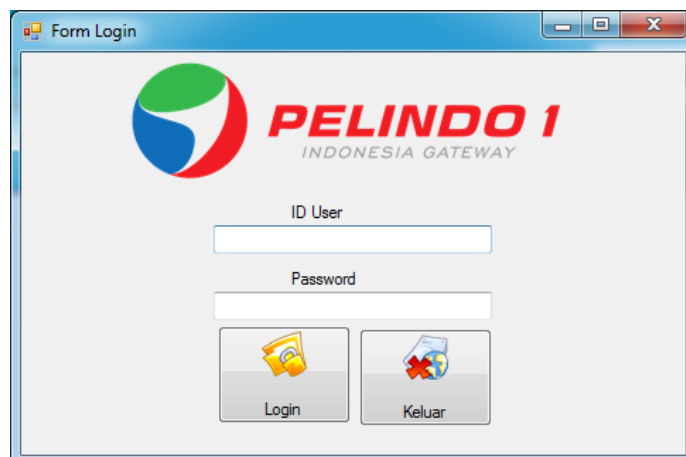 Form Login
PELINDO 1
INDONESIA GATEWAY
ID User
Password
Login
Keluar